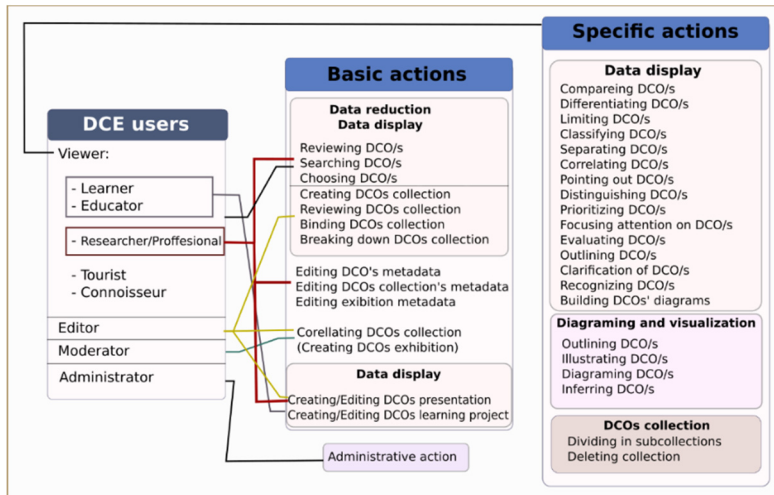 DCE users
Viewer:
- Learner
- Educator
- Researcher/Proffesional
- Tourist
- Connoisseur
Editor
Moderator
Administrator
Basic actions
Data reduction
Data display
Reviewing DCO/s
Searching DCO/s
Choosing DCO/s
Creating DCOs collection
Reviewing DCOs collection
Binding DCOs collection
Breaking down DCOs collection
Editing DCO's metadata
Editing DCOs collection's metadata
Editing exibition metadata
Corellating DCOs collection
(Creating DCOs exhibition)
Data display
Creating/Editing DCOs presentation
Creating/Editing DCOs learning project
Administrative action
Specific actions
Data display
Compareing DCO/s
Differentiating DCO/s
Limiting DCO/s
Classifying DCO/s
Separating DCO/s
Correlating DCO/s
Pointing out DCO/s
Distinguishing DCO/s
Prioritizing DCO/s
Focusing attention on DCO/s
Evaluating DCO/s
Outlining DCO/s
Clarification of DCO/s
Recognizing DCO/s
Building DCOs' diagrams
Diagraming and visualization
Outlining DCO/s
Illustrating DCO/s
Diagraming DCO/s
Inferring DCO/s
DCOs collection
Dividing in subcollections
Deleting collection